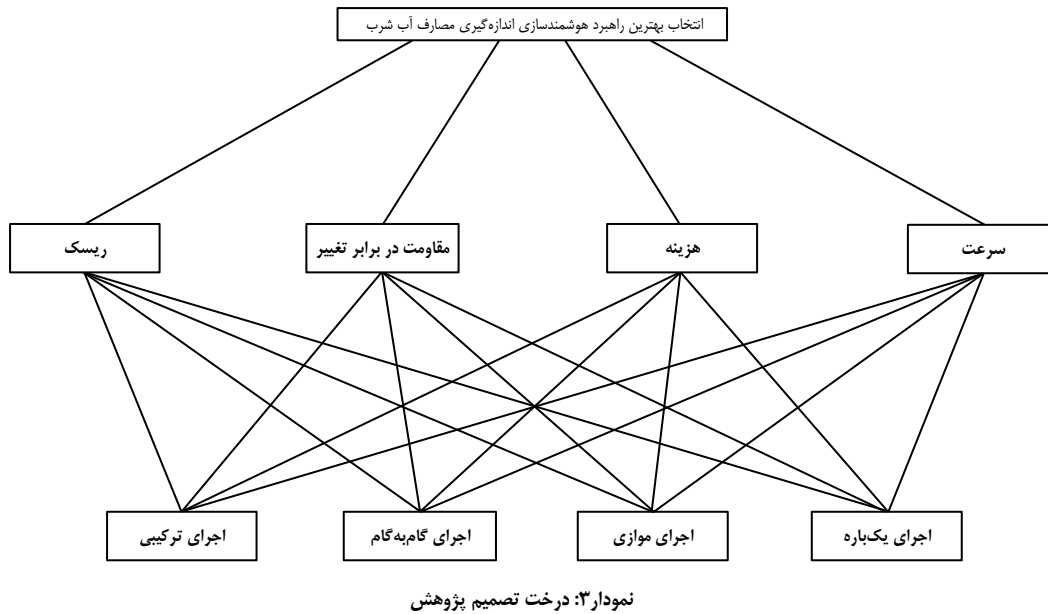 انتخاب بهترین راهبرد هوشمندسازی اندازه‌گیری مصارف آب شرب
سرعت
هزینه
مقاومت در برابر تغییر
ریسک
اجرای یک‌باره
اجرای موازی
اجرای گام‌به‌گام
اجرای ترکیبی
نمودار۳: درخت تصمیم پژوهش